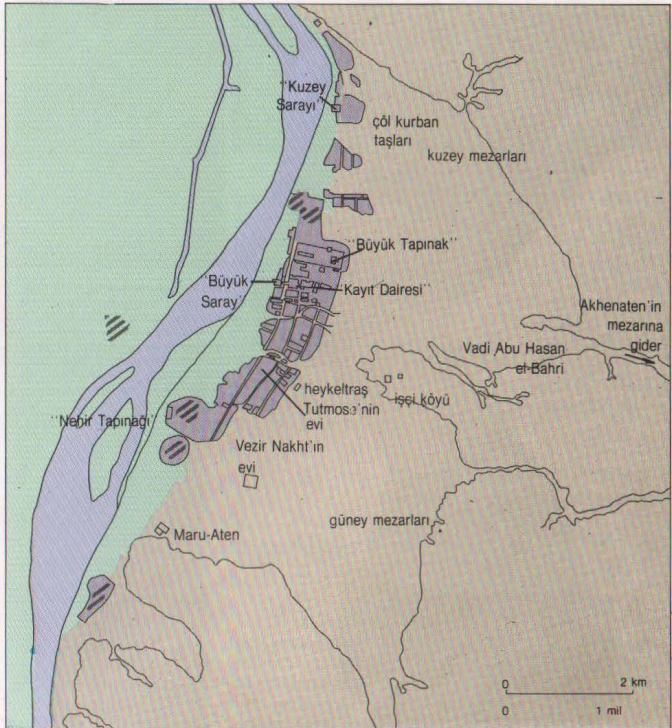 "Kuzey
Sarayı"
çöl kurban
taşları
kuzey mezarları
"Büyük Tapınak"
'Büyük
Saray'
Kayıt Dairesi"
Akhenaten'in
mezarına
gider
Vadi Abu Hasan
el-Bahri
işçi köyü
heykeltraş
Tutmose'nin
evi
"Nehir Tapınağı"
Vezir Nakht'ın
evi
güney mezarları
Maru-Aten
0 2 km
0 1 mil